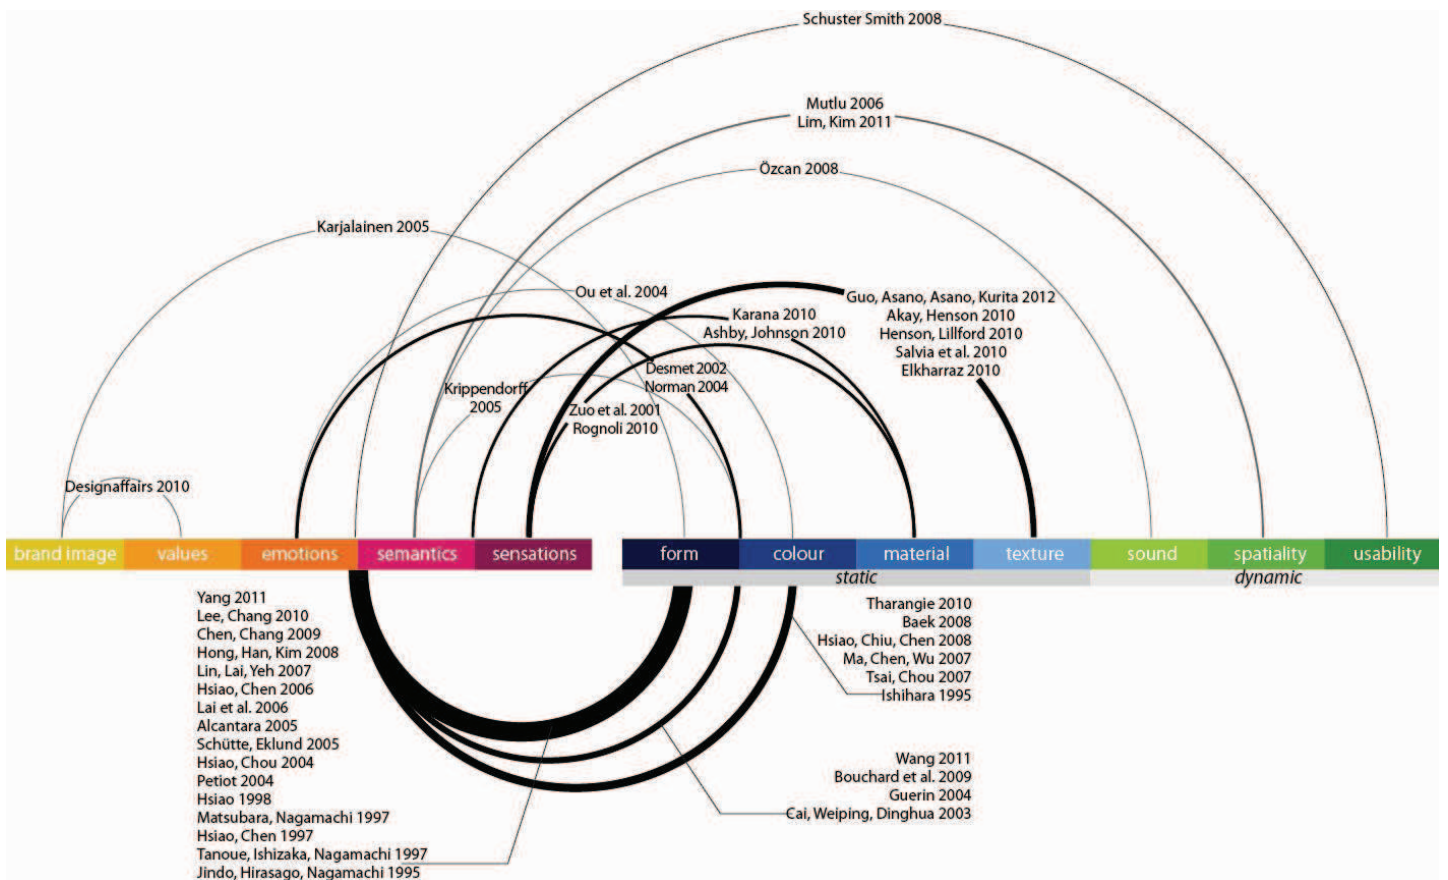 Schuster Smith 2008
Mutlu 2006
Lim, Kim 2011
Özcan 2008
Karjalainen 2005
Ou et al. 2004
Guo, Asano, Asano, Kurita 2012
Akay, Henson 2010
Henson, Lillford 2010
Salvia et al. 2010
Elkharraz 2010
Karana 2010
Ashby, Johnson 2010
Desmet 2002
Norman 2004
Krippendorff
2005
Zuo et al. 2001
Rognoli 2010
Designaffairs 2010
brand image values emotions semantics sensations form colour material texture sound spatiality usability
static dynamic
Yang 2011
Lee, Chang 2010
Chen, Chang 2009
Hong, Han, Kim 2008
Lin, Lai, Yeh 2007
Hsiao, Chen 2006
Lai et al. 2006
Alcantara 2005
Schütte, Eklund 2005
Hsiao, Chou 2004
Petiot 2004
Hsiao 1998
Matsubara, Nagamachi 1997
Hsiao, Chen 1997
Tanoue, Ishizaka, Nagamachi 1997
Jindo, Hirasago, Nagamachi 1995
Tharangie 2010
Baek 2008
Hsiao, Chiu, Chen 2008
Ma, Chen, Wu 2007
Tsai, Chou 2007
Ishihara 1995
Wang 2011
Bouchard et al. 2009
Guerin 2004
Cai, Weiping, Dinghua 2003